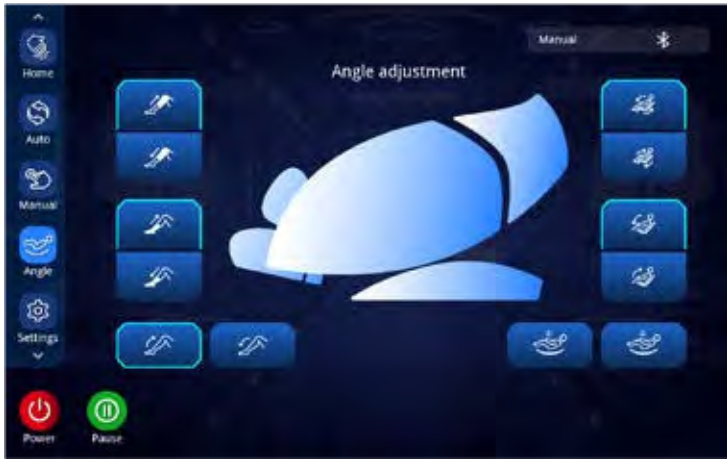 Manual
Home
Angle adjustment
Auto
Manual
Angle
Settings
Power
Pause